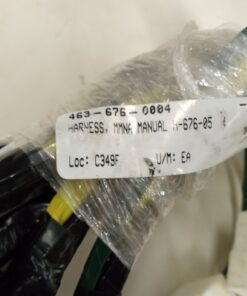 463-676-0004
HARNESS, MMNA MANUAL M-676-05
Loc: C349F U/M: EA